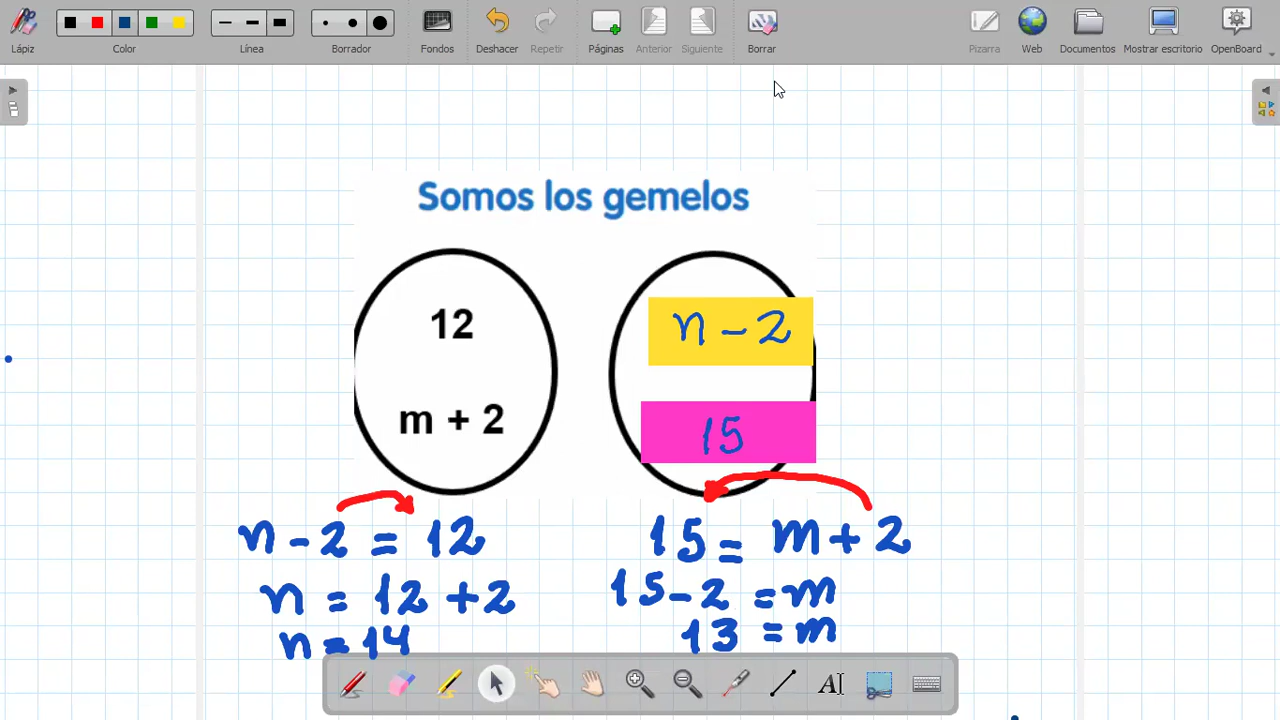 Lápiz Color Línea Borrador Fondos Deshacer Repetir Páginas Anterior Siguiente Borrar Pizarra Web Documentos Mostrar escritorio OpenBoard
Somos los gemelos
12
n - 2
m + 2
15
n - 2 = 12
15 = m + 2
n = 12 + 2
15 - 2 = m
n = 14
13 = m
AI